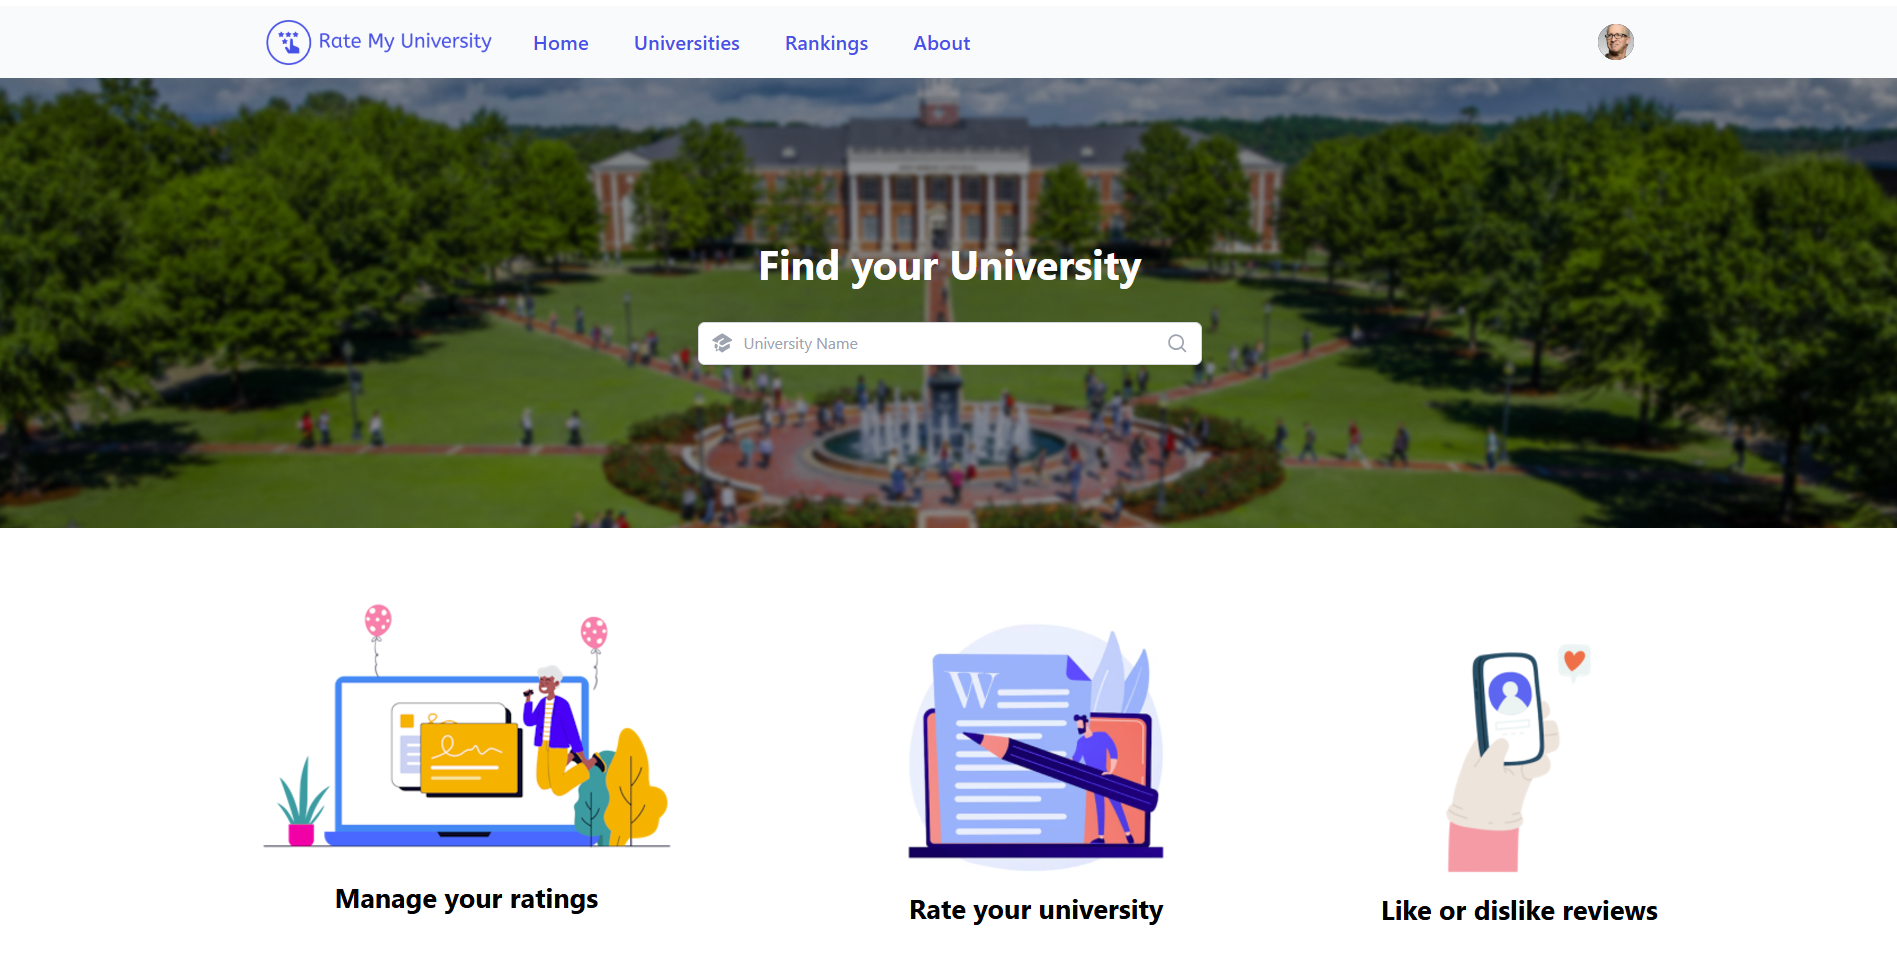 Rate My University
Home
Universities
Rankings
About
Find your University
University Name
W
Manage your ratings
Rate your university
Like or dislike reviews